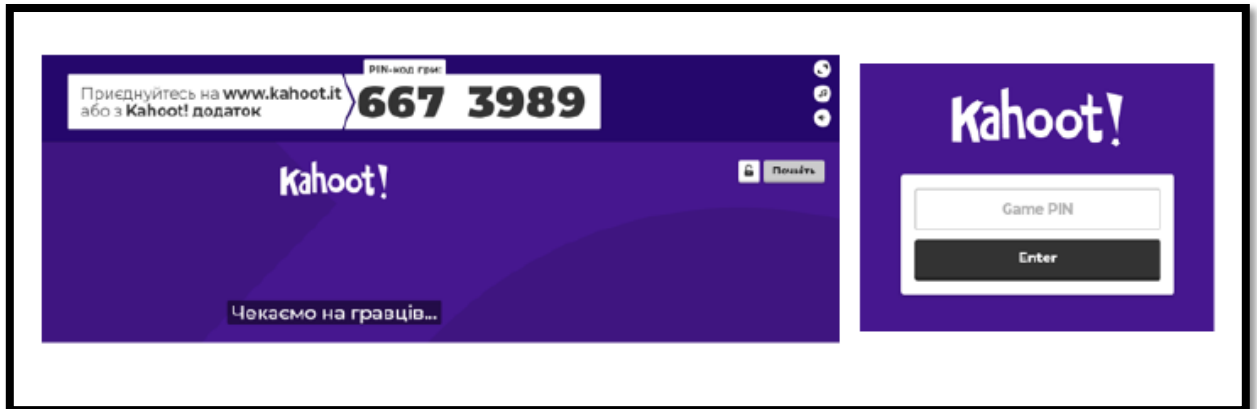 PIN-код гри:
Приєднуйтесь на www.kahoot.it
або з Kahoot! додаток
667 3989
Kahoot!
Почніть
Чекаємо на гравців...
Kahoot!
Game PIN
Enter